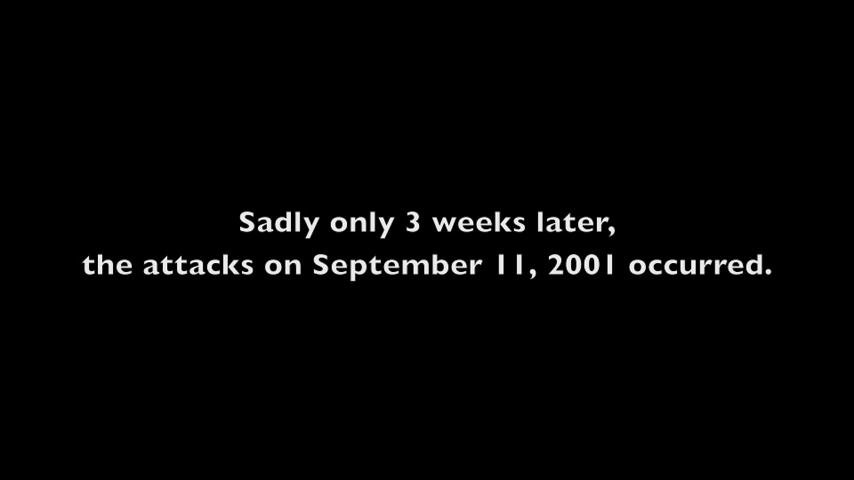 Sadly only 3 weeks later,
the attacks on September 11, 2001 occurred.